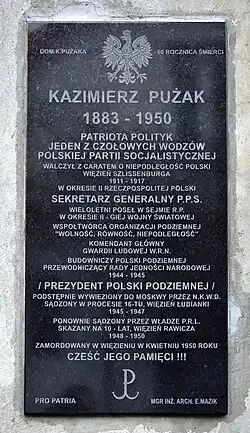 DOM K.PUŻAKA 60 ROCZNICA ŚMIERCI
KAZIMIERZ PUŻAK
1883 - 1950
PATRIOTA POLITYK
JEDEN Z CZOŁOWYCH WODZÓW
POLSKIEJ PARTII SOCJALISTYCZNEJ
WALCZYŁ Z CARATEM O NIEPODLEGŁOŚĆ POLSKI
WIĘZIEŃ SZLISSENBURGA
1911 - 1917
W OKRESIE II RZECZPOSPOLITEJ POLSKI
SEKRETARZ GENERALNY P.P.S.
WIELOLETNI POSEŁ W SEJMIE R.P.
W OKRESIE II - GIEJ WOJNY ŚWIATOWEJ
WSPÓŁTWÓRCA ORGANIZACJI PODZIEMNEJ
"WOLNOŚĆ, RÓWNOŚĆ, NIEPODLEGŁOŚĆ"
KOMENDANT GŁÓWNY
GWARDII LUDOWEJ W.R.N.
BUDOWNICZY POLSKI PODZIEMNEJ
PRZEWODNICZĄCY RADY JEDNOŚCI NARODOWEJ
1944 - 1945
/ PREZYDENT POLSKI PODZIEMNEJ /
PODSTĘPNIE WYWIEZIONY DO MOSKWY PRZEZ N.K.W.D.
SĄDZONY W PROCESIE 16-TU, WIĘZIEŃ ŁUBIANKI
1945 - 1947
PONOWNIE SĄDZONY PRZEZ WŁADZE P.R.L.
SKAZANY NA 10 - LAT, WIĘZIEŃ RAWICZA
1948 - 1950
ZAMORDOWANY W WIĘZIENIU W KWIETNIU 1950 ROKU
CZEŚĆ JEGO PAMIĘCI !!!
PW
PRO PATRIA MGR INŻ. ARCH. E.MAZIK